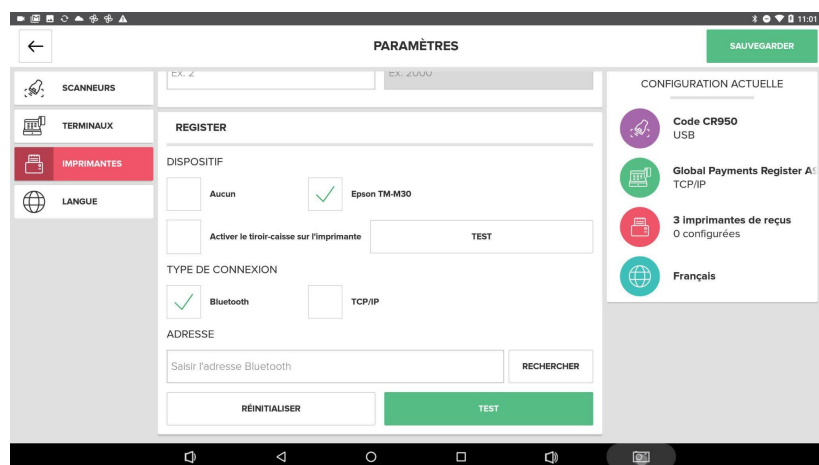 11:01
PARAMÈTRES
SAUVEGARDER
SCANNEURS
TERMINAUX
IMPRIMANTES
LANGUE
Ex. 2
Ex. 2000
REGISTER
DISPOSITIF
Aucun
Epson TM-M30
Activer le tiroir-caisse sur l'imprimante
TEST
TYPE DE CONNEXION
Bluetooth
TCP/IP
ADRESSE
Saisir l'adresse Bluetooth
RECHERCHER
RÉINITIALISER
TEST
CONFIGURATION ACTUELLE
Code CR950
USB
Global Payments Register
TCP/IP
3 imprimantes de reçus
0 configurées
Français